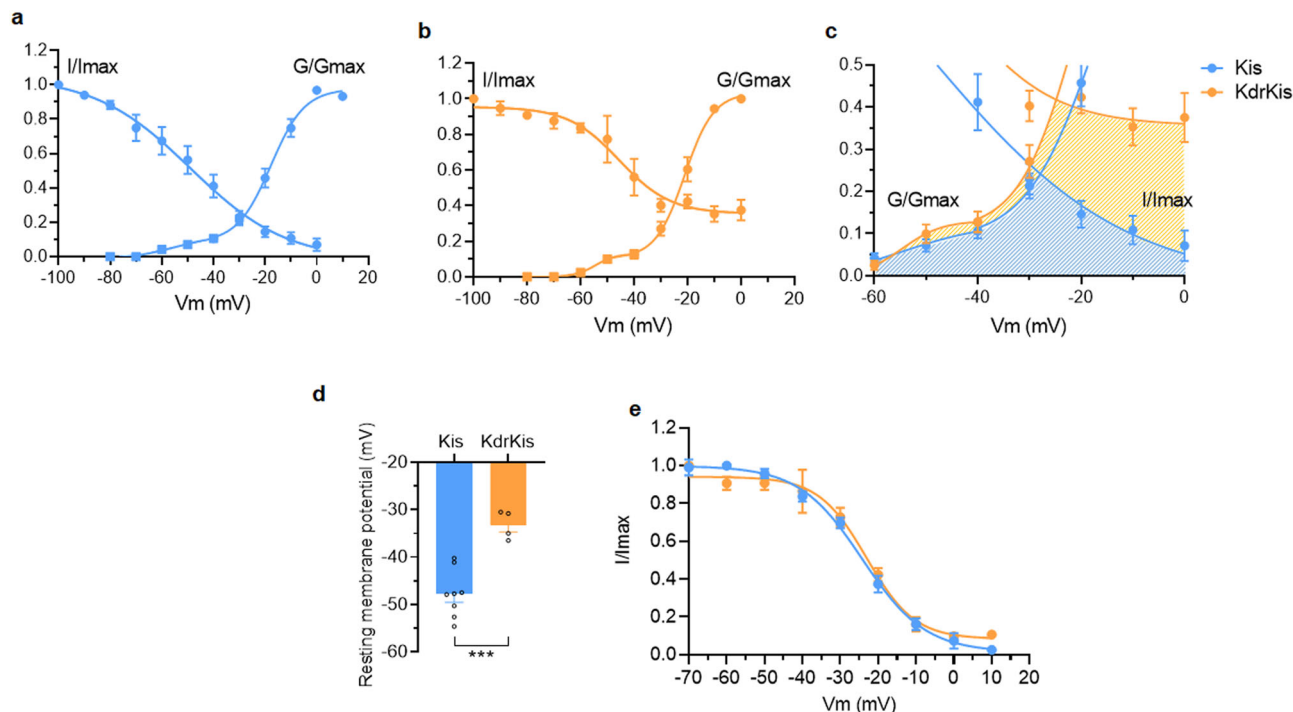 a
I/Imax
G/Gmax
1.2
1.0
0.8
0.6
0.4
0.2
0.0
-100 -80 -60 -40 -20 0 20
Vm (mV)
b
I/Imax
G/Gmax
1.2
1.0
0.8
0.6
0.4
0.2
0.0
-100 -80 -60 -40 -20 0 20
Vm (mV)
c
Kis
KdrKis
0.5
0.4
0.3
0.2
0.1
0.0
G/Gmax
I/Imax
-60 -40 -20 0
Vm (mV)
d
Kis KdrKis
Resting membrane potential (mV)
-20
-30
-40
-50
-60
***
e
I/Imax
1.2
1.0
0.8
0.6
0.4
0.2
0.0
-70 -60 -50 -40 -30 -20 -10 0 10 20
Vm (mV)